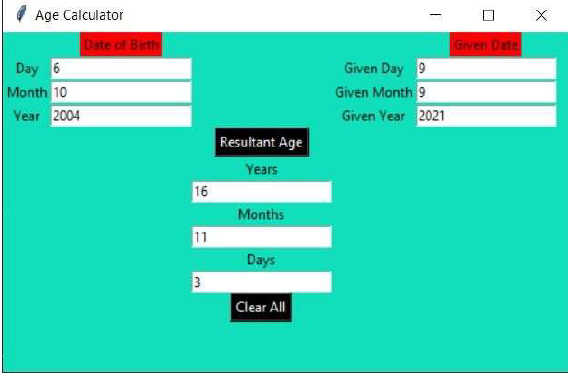 Age Calculator
Date of Birth Given Date
Day 6 Given Day 9
Month 10 Given Month 9
Year 2004 Given Year 2021
Resultant Age
Years
16
Months
11
Days
3
Clear All